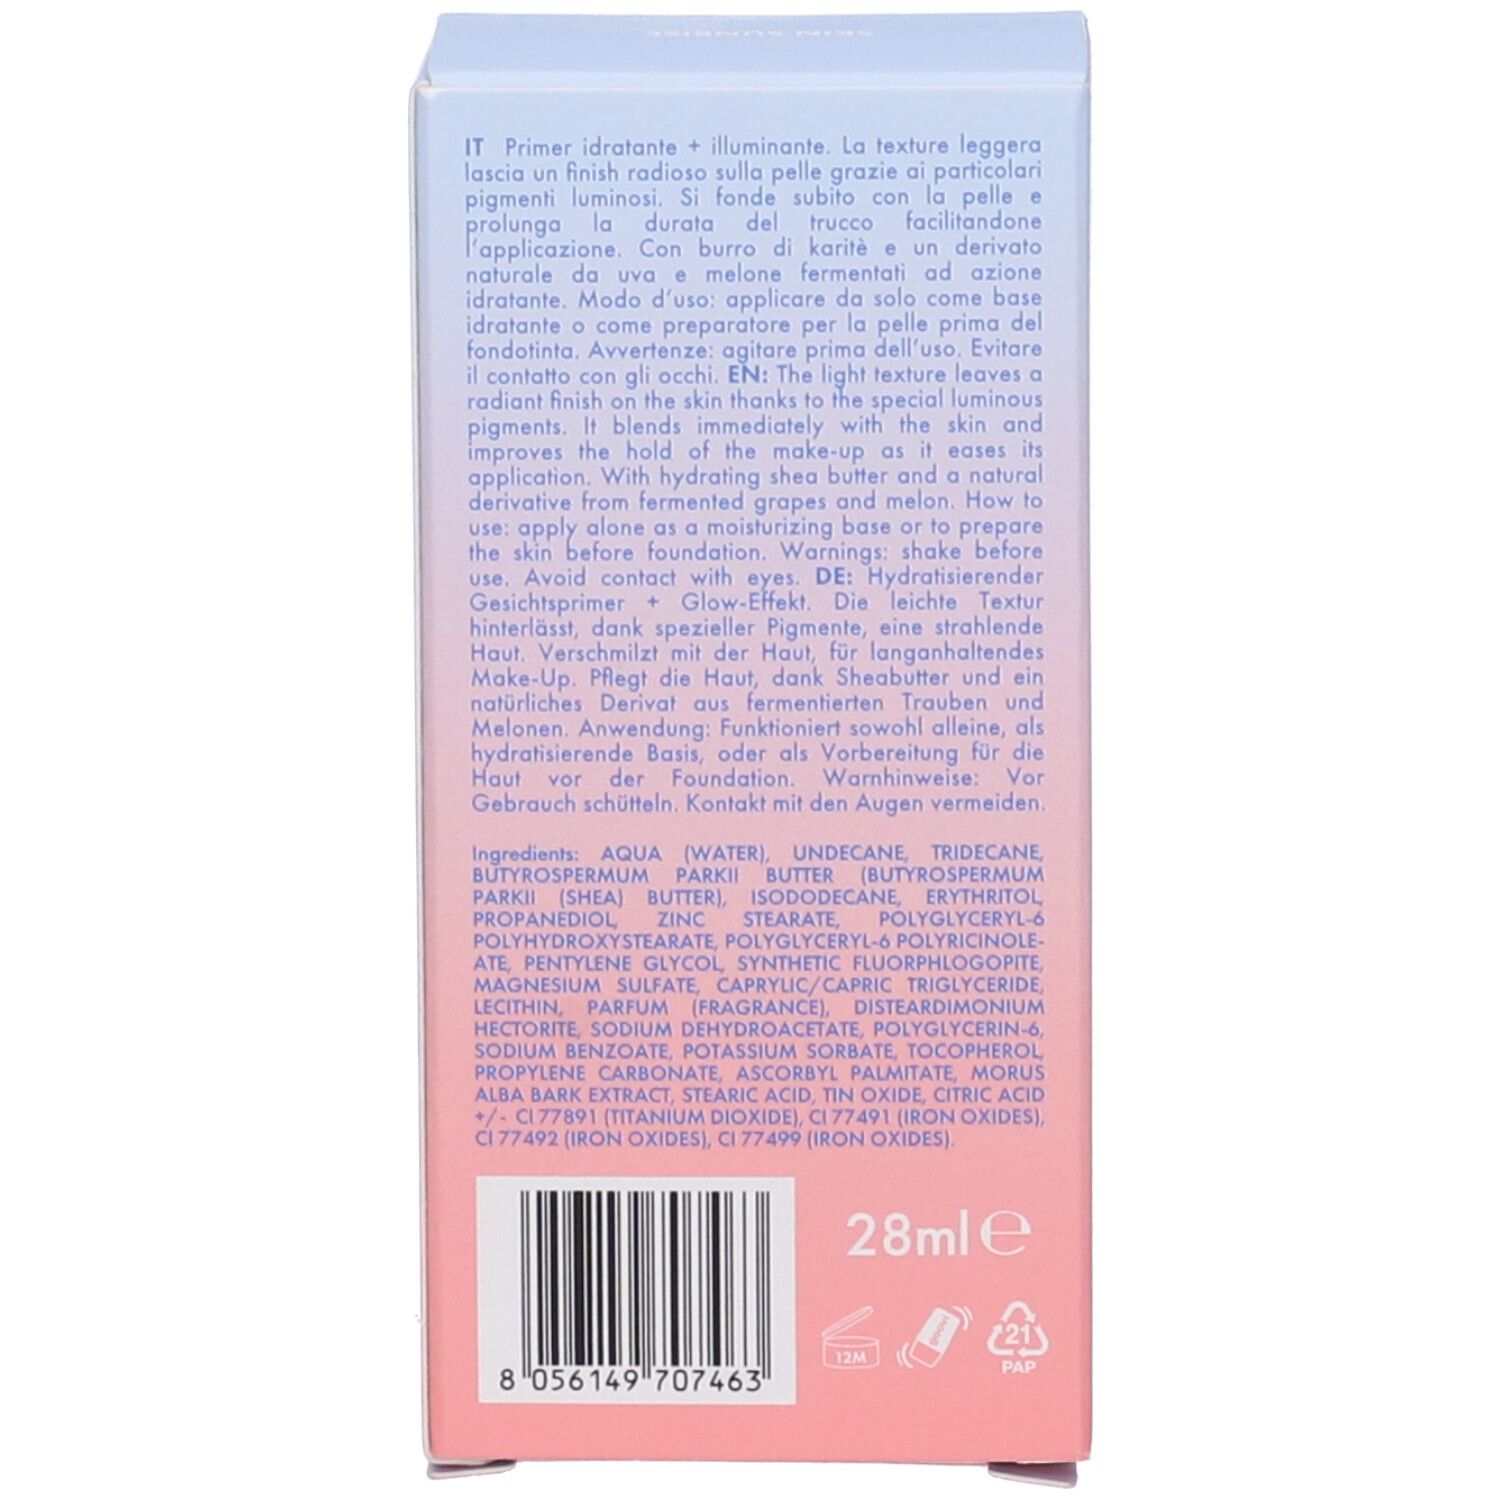 SKIN SUNRISE
IT Primer idratante + illuminante. La texture leggera
lascia un finish radioso sulla pelle grazie ai particolari
pigmenti luminosi. Si fonde subito con la pelle e
prolunga la durata del trucco facilitandone
l'applicazione. Con burro di karitè e un derivato
naturale da uva e melone fermentati ad azione
idratante. Modo d'uso: applicare da solo come base
idratante o come preparatore per la pelle prima del
fondotinta. Avvertenze: agitare prima dell'uso. Evitare
il contatto con gli occhi. EN: The light texture leaves a
radiant finish on the skin thanks to the special luminous
pigments. It blends immediately with the skin and
improves the hold of the make-up as it eases its
application. With hydrating shea butter and a natural
derivative from fermented grapes and melon. How to
use: apply alone as a moisturizing base or to prepare
the skin before foundation. Warnings: shake before
use. Avoid contact with eyes. DE: Hydratisierender
Gesichtsprimer + Glow-Effekt. Die leichte Textur
hinterlässt, dank spezieller Pigmente, eine strahlende
Haut. Verschmilzt mit der Haut, für langanhaltendes
Make-Up. Pflegt die Haut, dank Sheabutter und ein
natürliches Derivat aus fermentierten Trauben und
Melonen. Anwendung: Funktioniert sowohl alleine, als
hydratisierende Basis, oder als Vorbereitung für die
Haut vor der Foundation. Warnhinweise: Vor
Gebrauch schütteln. Kontakt mit den Augen vermeiden.
Ingredients: AQUA (WATER), UNDECANE, TRIDECANE,
BUTYROSPERMUM PARKII BUTTER (BUTYROSPERMUM
PARKII (SHEA) BUTTER), ISODODECANE, ERYTHRITOL,
PROPANEDIOL, ZINC STEARATE, POLYGLYCERYL-6
POLYHYDROXYSTEARATE, POLYGLYCERYL-6 POLYRICINOLE-
ATE, PENTYLENE GLYCOL, SYNTHETIC FLUORPHLOGOPITE,
MAGNESIUM SULFATE, CAPRYLIC/CAPRIC TRIGLYCERIDE,
LECITHIN, PARFUM (FRAGRANCE), DISTEARDIMONIUM
HECTORITE, SODIUM DEHYDROACETATE, POLYGLYCERIN-6,
SODIUM BENZOATE, POTASSIUM SORBATE, TOCOPHEROL,
PROPYLENE CARBONATE, ASCORBYL PALMITATE, MORUS
ALBA BARK EXTRACT, STEARIC ACID, TIN OXIDE, CITRIC ACID
+/- CI 77891 (TITANIUM DIOXIDE), CI 77491 (IRON OXIDES),
CI 77492 (IRON OXIDES), CI 77499 (IRON OXIDES).
28ml ℮
12M
goovi
21
PAP
8 056149 707463